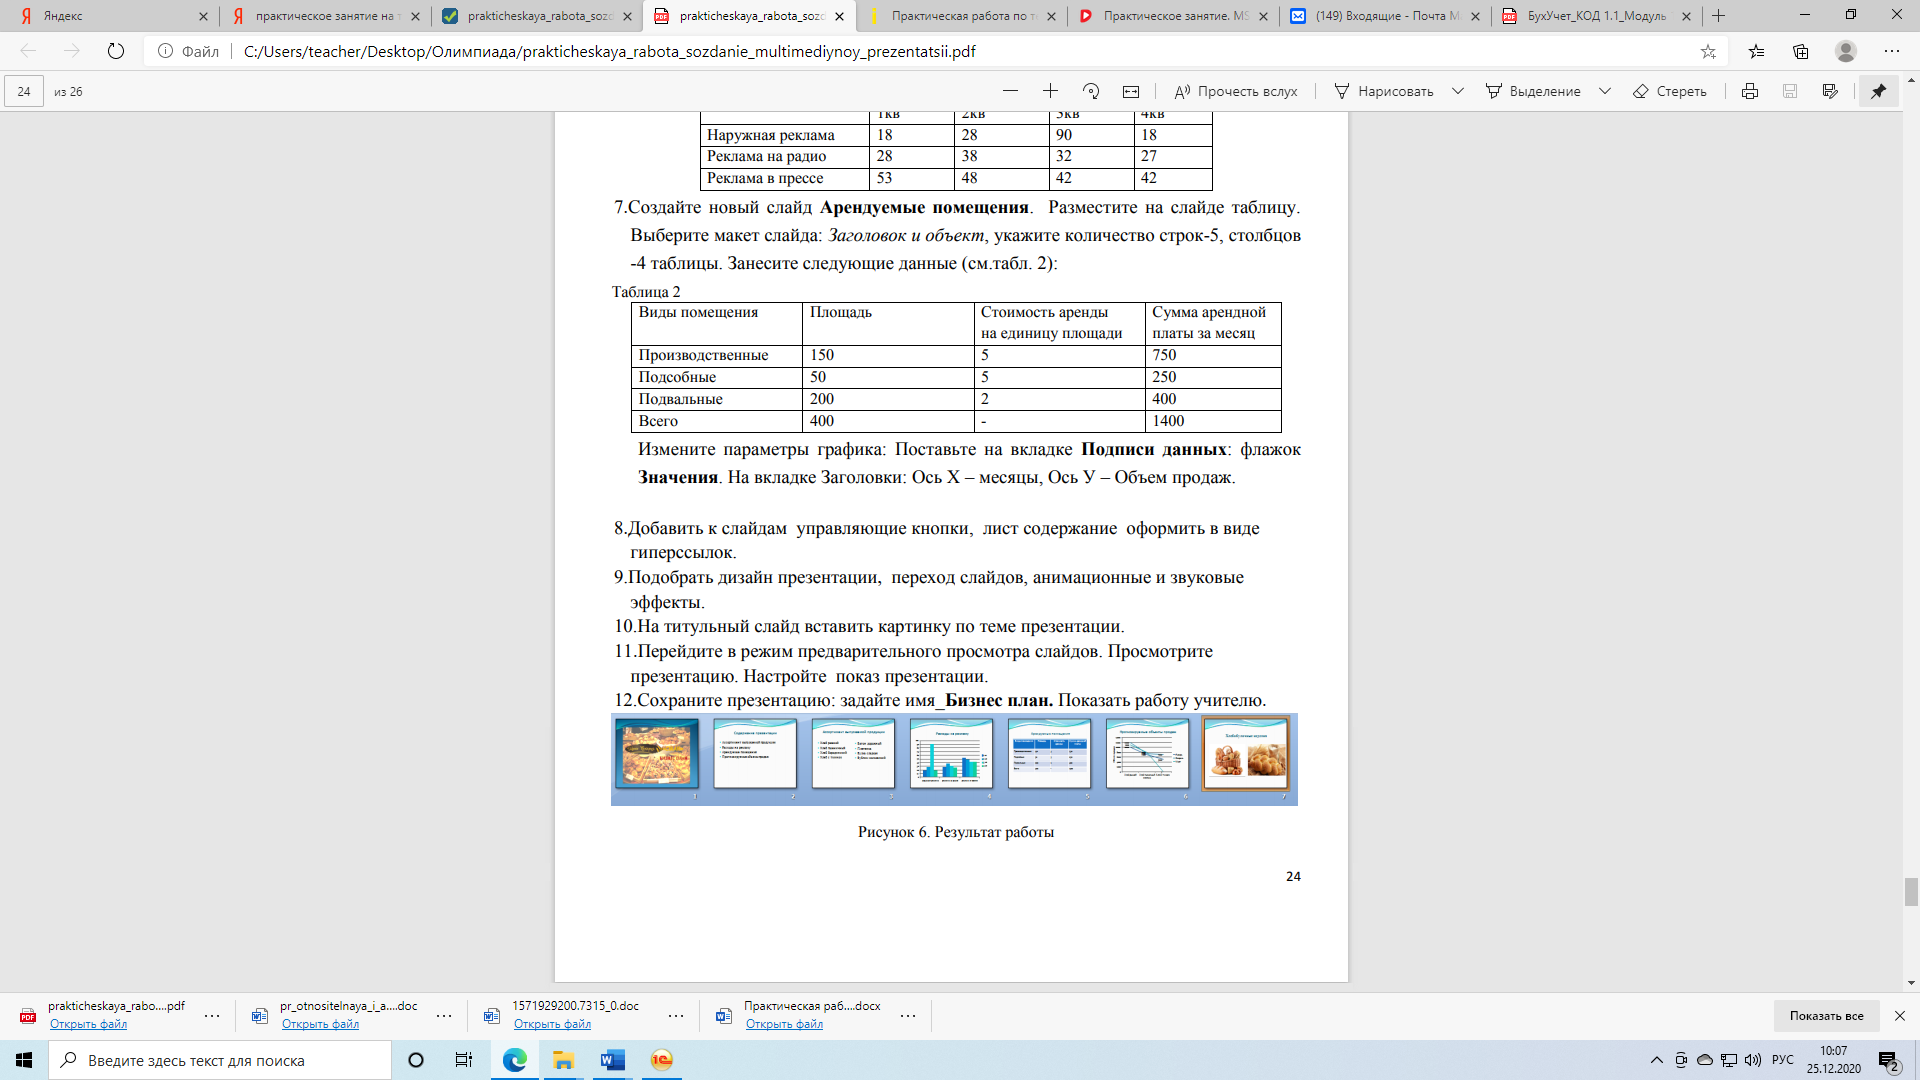 Яндекс
практическое занятие на т
prakticheskaya_rabota_sozd
prakticheskaya_rabota_sozd
Практическая работа по те
Практическое занятие. MS
(149) Входящие - Почта Ма
БухУчет_КОД 1.1_Модуль
Файл C:/Users/teacher/Desktop/Олимпиада/prakticheskaya_rabota_sozdanie_multimediynoy_prezentatsii.pdf
24 из 26 Прочесть вслух Нарисовать Выделение Стереть
1кв 2кв 3кв 4кв
Наружная реклама 18 28 90 18
Реклама на радио 28 38 32 27
Реклама в прессе 53 48 42 42
7.Создайте новый слайд Арендуемые помещения. Разместите на слайде таблицу.
Выберите макет слайда: Заголовок и объект, укажите количество строк-5, столбцов
-4 таблицы. Занесите следующие данные (см.табл. 2):
Таблица 2
Виды помещения Площадь Стоимость аренды на единицу площади Сумма арендной платы за месяц
Производственные 150 5 750
Подсобные 50 5 250
Подвальные 200 2 400
Всего 400 - 1400
Измените параметры графика: Поставьте на вкладке Подписи данных: флажок
Значения. На вкладке Заголовки: Ось X – месяцы, Ось У – Объем продаж.
8.Добавить к слайдам управляющие кнопки, лист содержание оформить в виде
гиперссылок.
9.Подобрать дизайн презентации, переход слайдов, анимационные и звуковые
эффекты.
10.На титульный слайд вставить картинку по теме презентации.
11.Перейдите в режим предварительного просмотра слайдов. Просмотрите
презентацию. Настройте показ презентации.
12.Сохраните презентацию: задайте имя_Бизнес план. Показать работу учителю.
Рисунок 6. Результат работы
24
prakticheskaya_rabo....pdf
Открыть файл
pr_otnositelnaya_i_a....doc
Открыть файл
1571929200.7315_0.doc
Открыть файл
Практическая раб....docx
Открыть файл
Показать все
Введите здесь текст для поиска
РУС
10:07
25.12.2020
2